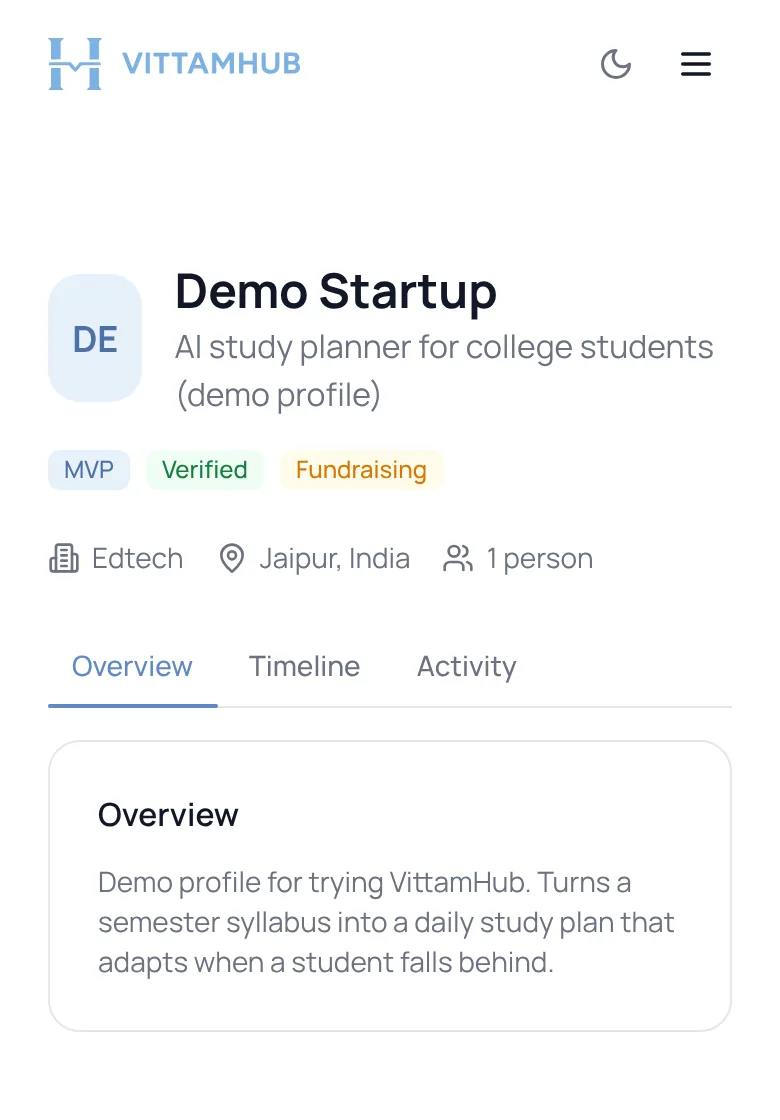 VITTAMHUB
DE
Demo Startup
AI study planner for college students
(demo profile)
MVP Verified Fundraising
Edtech Jaipur, India 1 person
Overview Timeline Activity
Overview
Demo profile for trying VittamHub. Turns a
semester syllabus into a daily study plan that
adapts when a student falls behind.